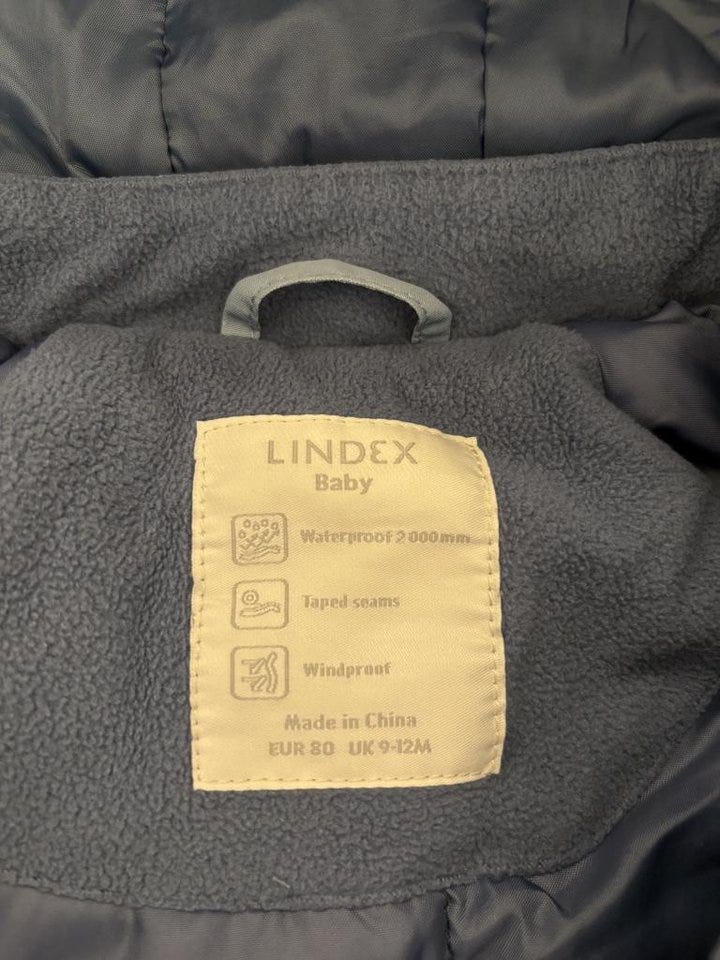 LINDEX
Baby
Waterproof 2 000mm
Taped seams
Windproof
Made in China
EUR 80 UK 9-12M